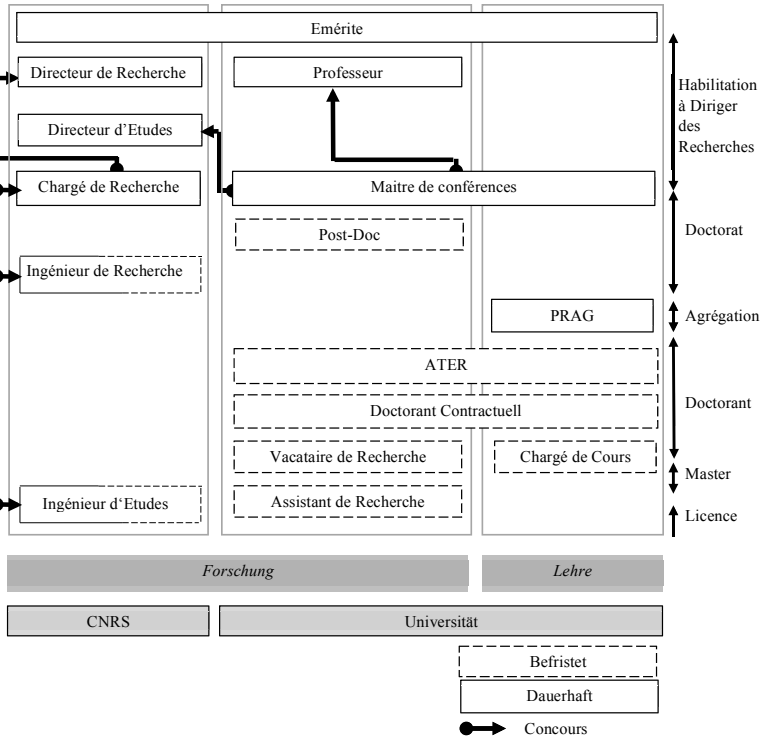 Emérite
Directeur de Recherche
Professeur
Habilitation
à Diriger
des
Recherches
Directeur d'Etudes
Chargé de Recherche
Maitre de conférences
Post-Doc
Doctorat
Ingénieur de Recherche
PRAG
Agrégation
ATER
Doctorant Contractuell
Doctorant
Vacataire de Recherche
Chargé de Cours
Master
Ingénieur d‘Etudes
Assistant de Recherche
Licence
Forschung
Lehre
CNRS
Universität
Befristet
Dauerhaft
Concours